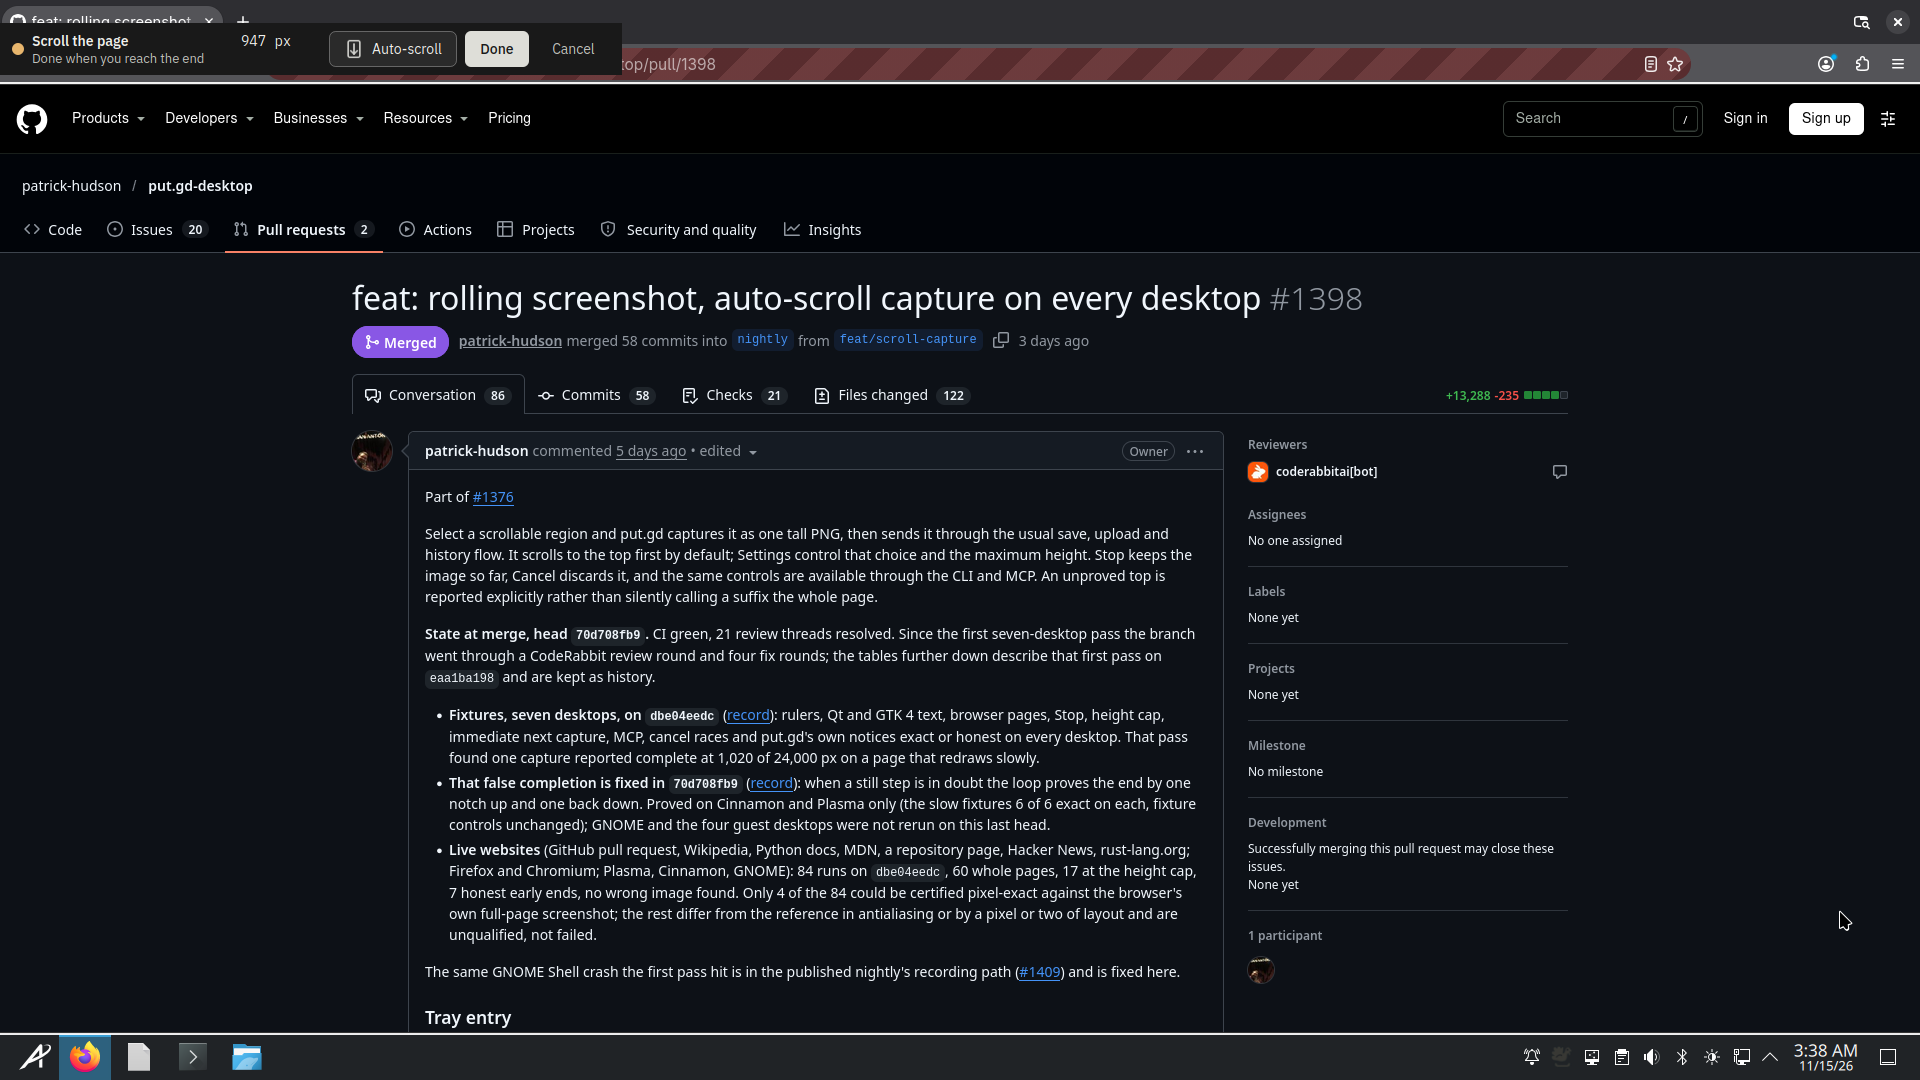 feat: rolling screenshot
Scroll the page
Done when you reach the end
947 px
Auto-scroll
Done
Cancel
top/pull/1398
Products
Developers
Businesses
Resources
Pricing
Search
/
Sign in
Sign up
patrick-hudson / put.gd-desktop
Code
Issues 20
Pull requests 2
Actions
Projects
Security and quality
Insights
feat: rolling screenshot, auto-scroll capture on every desktop #1398
Merged
patrick-hudson merged 58 commits into nightly from feat/scroll-capture 3 days ago
Conversation 86
Commits 58
Checks 21
Files changed 122
+13,288 -235
patrick-hudson commented 5 days ago • edited
Owner
Part of #1376
Select a scrollable region and put.gd captures it as one tall PNG, then sends it through the usual save, upload and
history flow. It scrolls to the top first by default; Settings control that choice and the maximum height. Stop keeps the
image so far, Cancel discards it, and the same controls are available through the CLI and MCP. An unproved top is
reported explicitly rather than silently calling a suffix the whole page.
State at merge, head 70d708fb9. CI green, 21 review threads resolved. Since the first seven-desktop pass the branch
went through a CodeRabbit review round and four fix rounds; the tables further down describe that first pass on
eaa1ba198 and are kept as history.
• Fixtures, seven desktops, on dbe04eedc (record): rulers, Qt and GTK 4 text, browser pages, Stop, height cap,
immediate next capture, MCP, cancel races and put.gd's own notices exact or honest on every desktop. That pass
found one capture reported complete at 1,020 of 24,000 px on a page that redraws slowly.
• That false completion is fixed in 70d708fb9 (record): when a still step is in doubt the loop proves the end by one
notch up and one back down. Proved on Cinnamon and Plasma only (the slow fixtures 6 of 6 exact on each, fixture
controls unchanged); GNOME and the four guest desktops were not rerun on this last head.
• Live websites (GitHub pull request, Wikipedia, Python docs, MDN, a repository page, Hacker News, rust-lang.org;
Firefox and Chromium; Plasma, Cinnamon, GNOME): 84 runs on dbe04eedc, 60 whole pages, 17 at the height cap,
7 honest early ends, no wrong image found. Only 4 of the 84 could be certified pixel-exact against the browser's
own full-page screenshot; the rest differ from the reference in antialiasing or by a pixel or two of layout and are
unqualified, not failed.
The same GNOME Shell crash the first pass hit is in the published nightly's recording path (#1409) and is fixed here.
Tray entry
Reviewers
coderabbitai[bot]
Assignees
No one assigned
Labels
None yet
Projects
None yet
Milestone
No milestone
Development
Successfully merging this pull request may close these
issues.
None yet
1 participant
3:38 AM
11/15/26